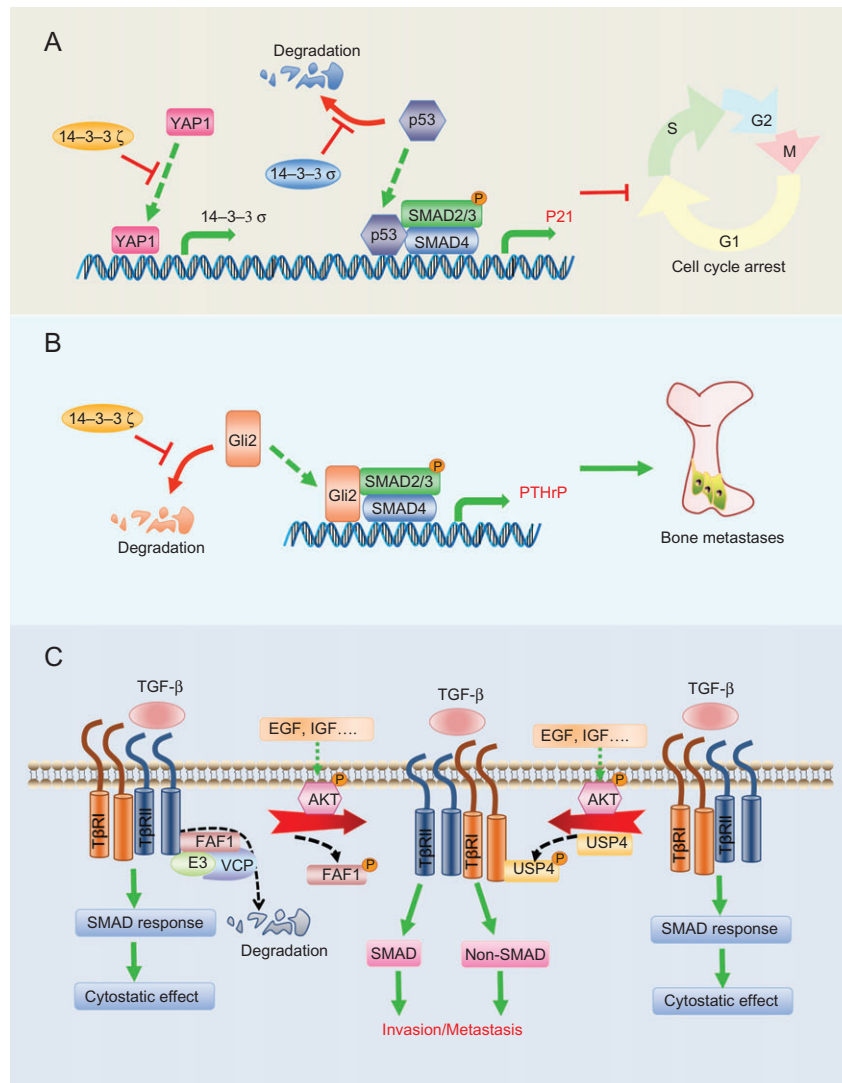 A
Degradation
YAP1
p53
14–3–3 ζ
14–3–3 σ
P
14–3–3 σ
SMAD2/3
P21
YAP1
p53
SMAD4
S
G2
M
G1
Cell cycle arrest
B
14–3–3 ζ
Gli2
P
SMAD2/3
Gli2
PTHrP
SMAD4
Degradation
Bone metastases
C
TGF-β
TGF-β
TGF-β
EGF, IGF....
EGF, IGF....
P
P
AKT
AKT
TβRI
TβRII
TβRII
TβRI
TβRI
TβRII
FAF1
E3
VCP
USP4
P
FAF1
P
USP4
SMAD response
Degradation
SMAD
Non-SMAD
SMAD response
Cytostatic effect
Cytostatic effect
Invasion/Metastasis